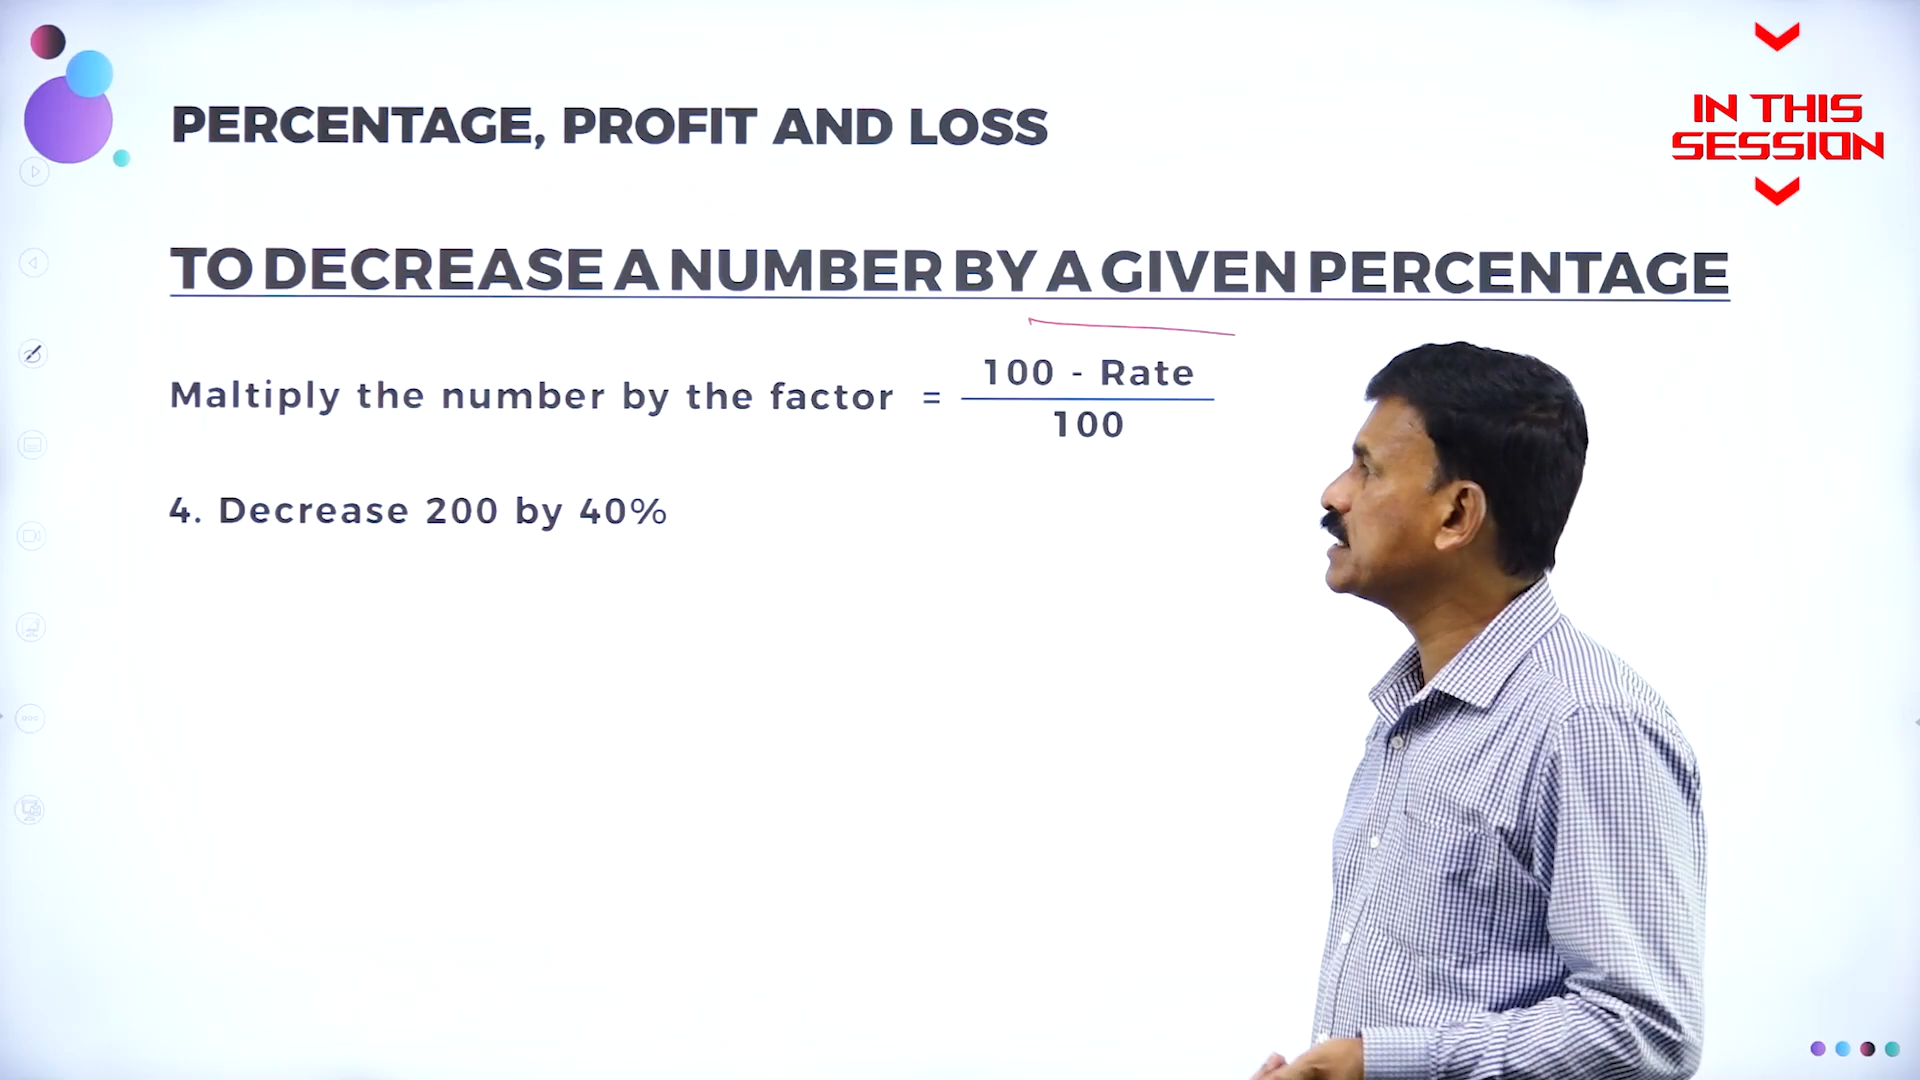 PERCENTAGE, PROFIT AND LOSS
IN THIS
SESSION
TO DECREASE A NUMBER BY A GIVEN PERCENTAGE
Maltiply the number by the factor = 100 - Rate
100
4. Decrease 200 by 40%